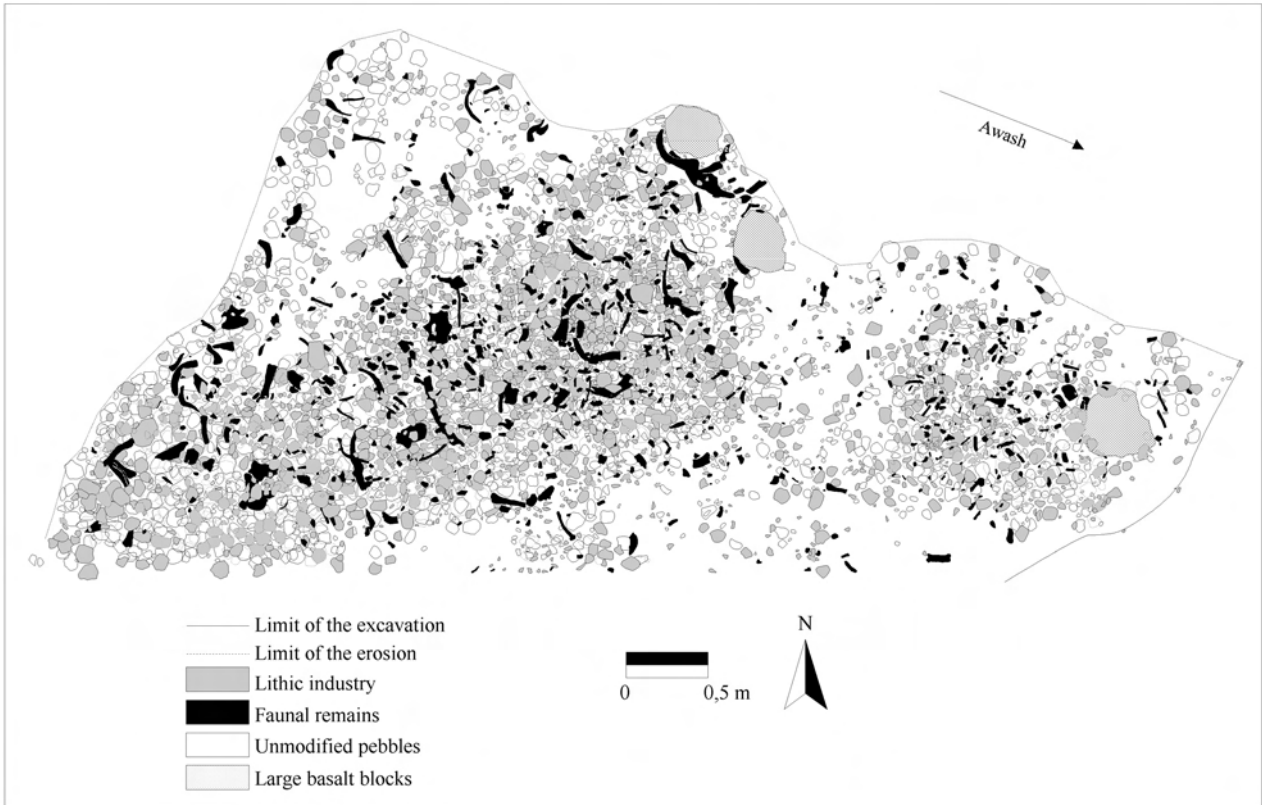 Awash
Limit of the excavation
Limit of the erosion
Lithic industry
Faunal remains
Unmodified pebbles
Large basalt blocks
0 0,5 m
N